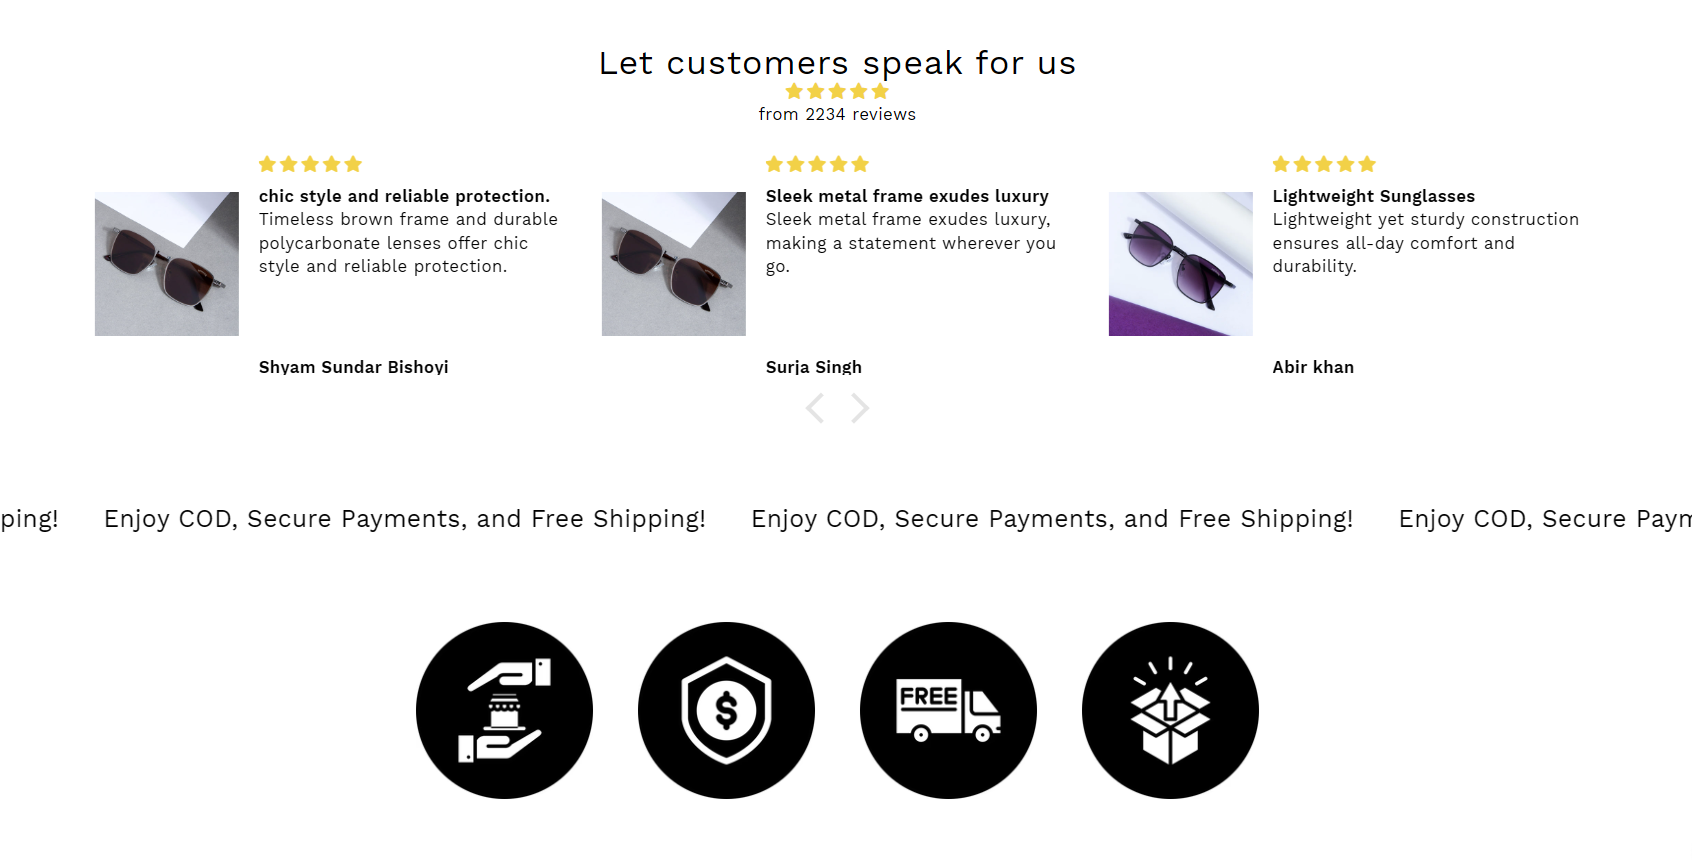 Let customers speak for us
from 2234 reviews
chic style and reliable protection.
Timeless brown frame and durable
polycarbonate lenses offer chic
style and reliable protection.
Shyam Sundar Bishoyi
Sleek metal frame exudes luxury
Sleek metal frame exudes luxury,
making a statement wherever you
go.
Surja Singh
Lightweight Sunglasses
Lightweight yet sturdy construction
ensures all-day comfort and
durability.
Abir khan
ping! Enjoy COD, Secure Payments, and Free Shipping! Enjoy COD, Secure Payments, and Free Shipping! Enjoy COD, Secure Paym
$
FREE